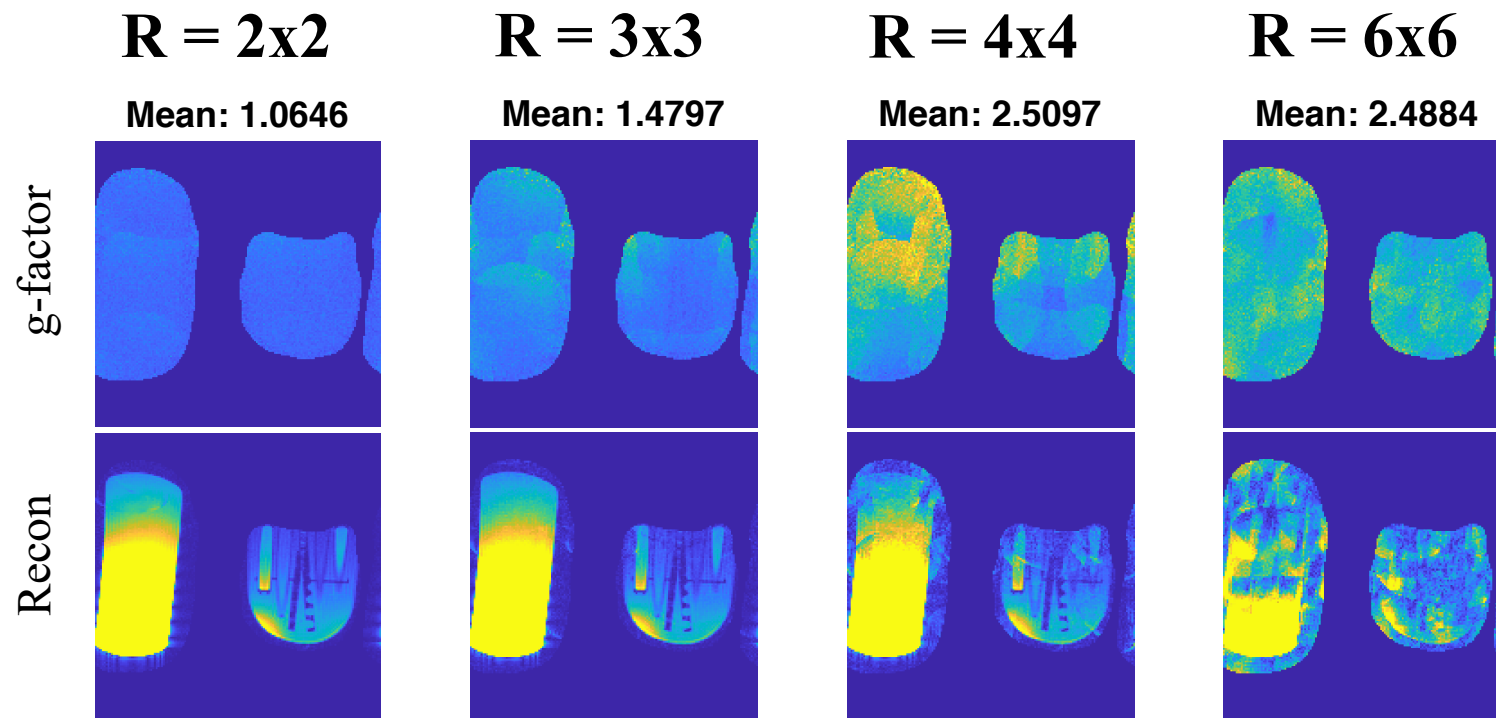 R = 2x2
R = 3x3
R = 4x4
R = 6x6
Mean: 1.0646
Mean: 1.4797
Mean: 2.5097
Mean: 2.4884
g-factor
Recon